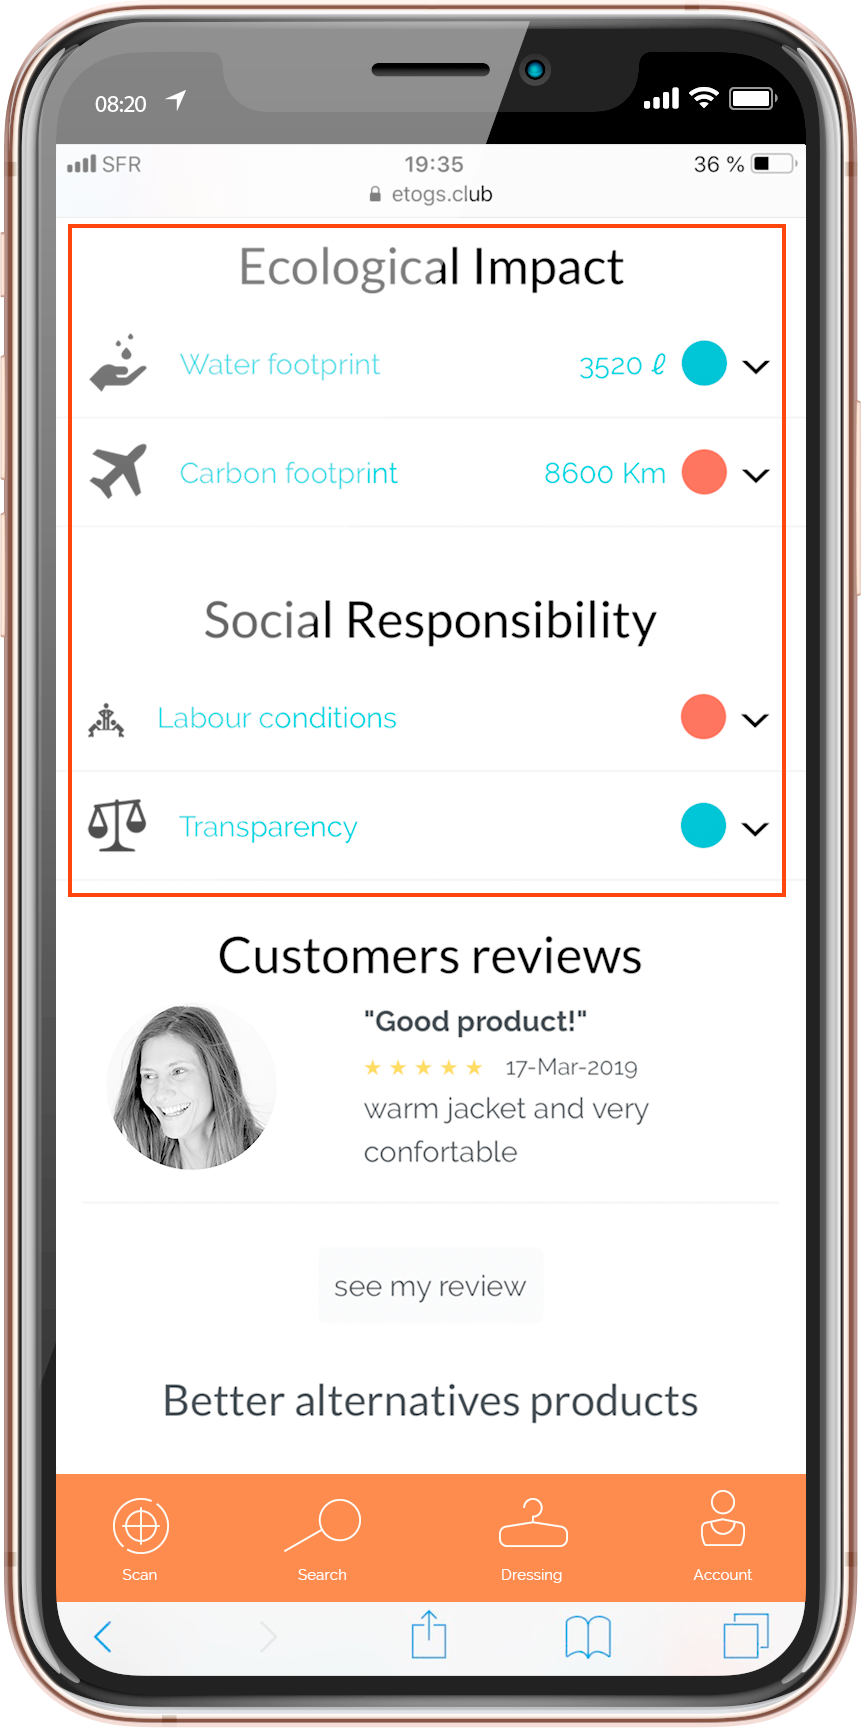 08:20
SFR 19:35 36 %
etogs.club
Ecological Impact
Water footprint 3520 ℓ
Carbon footprint 8600 Km
Social Responsibility
Labour conditions
Transparency
Customers reviews
"Good product!"
17-Mar-2019
warm jacket and very
confortable
see my review
Better alternatives products
Scan Search Dressing Account